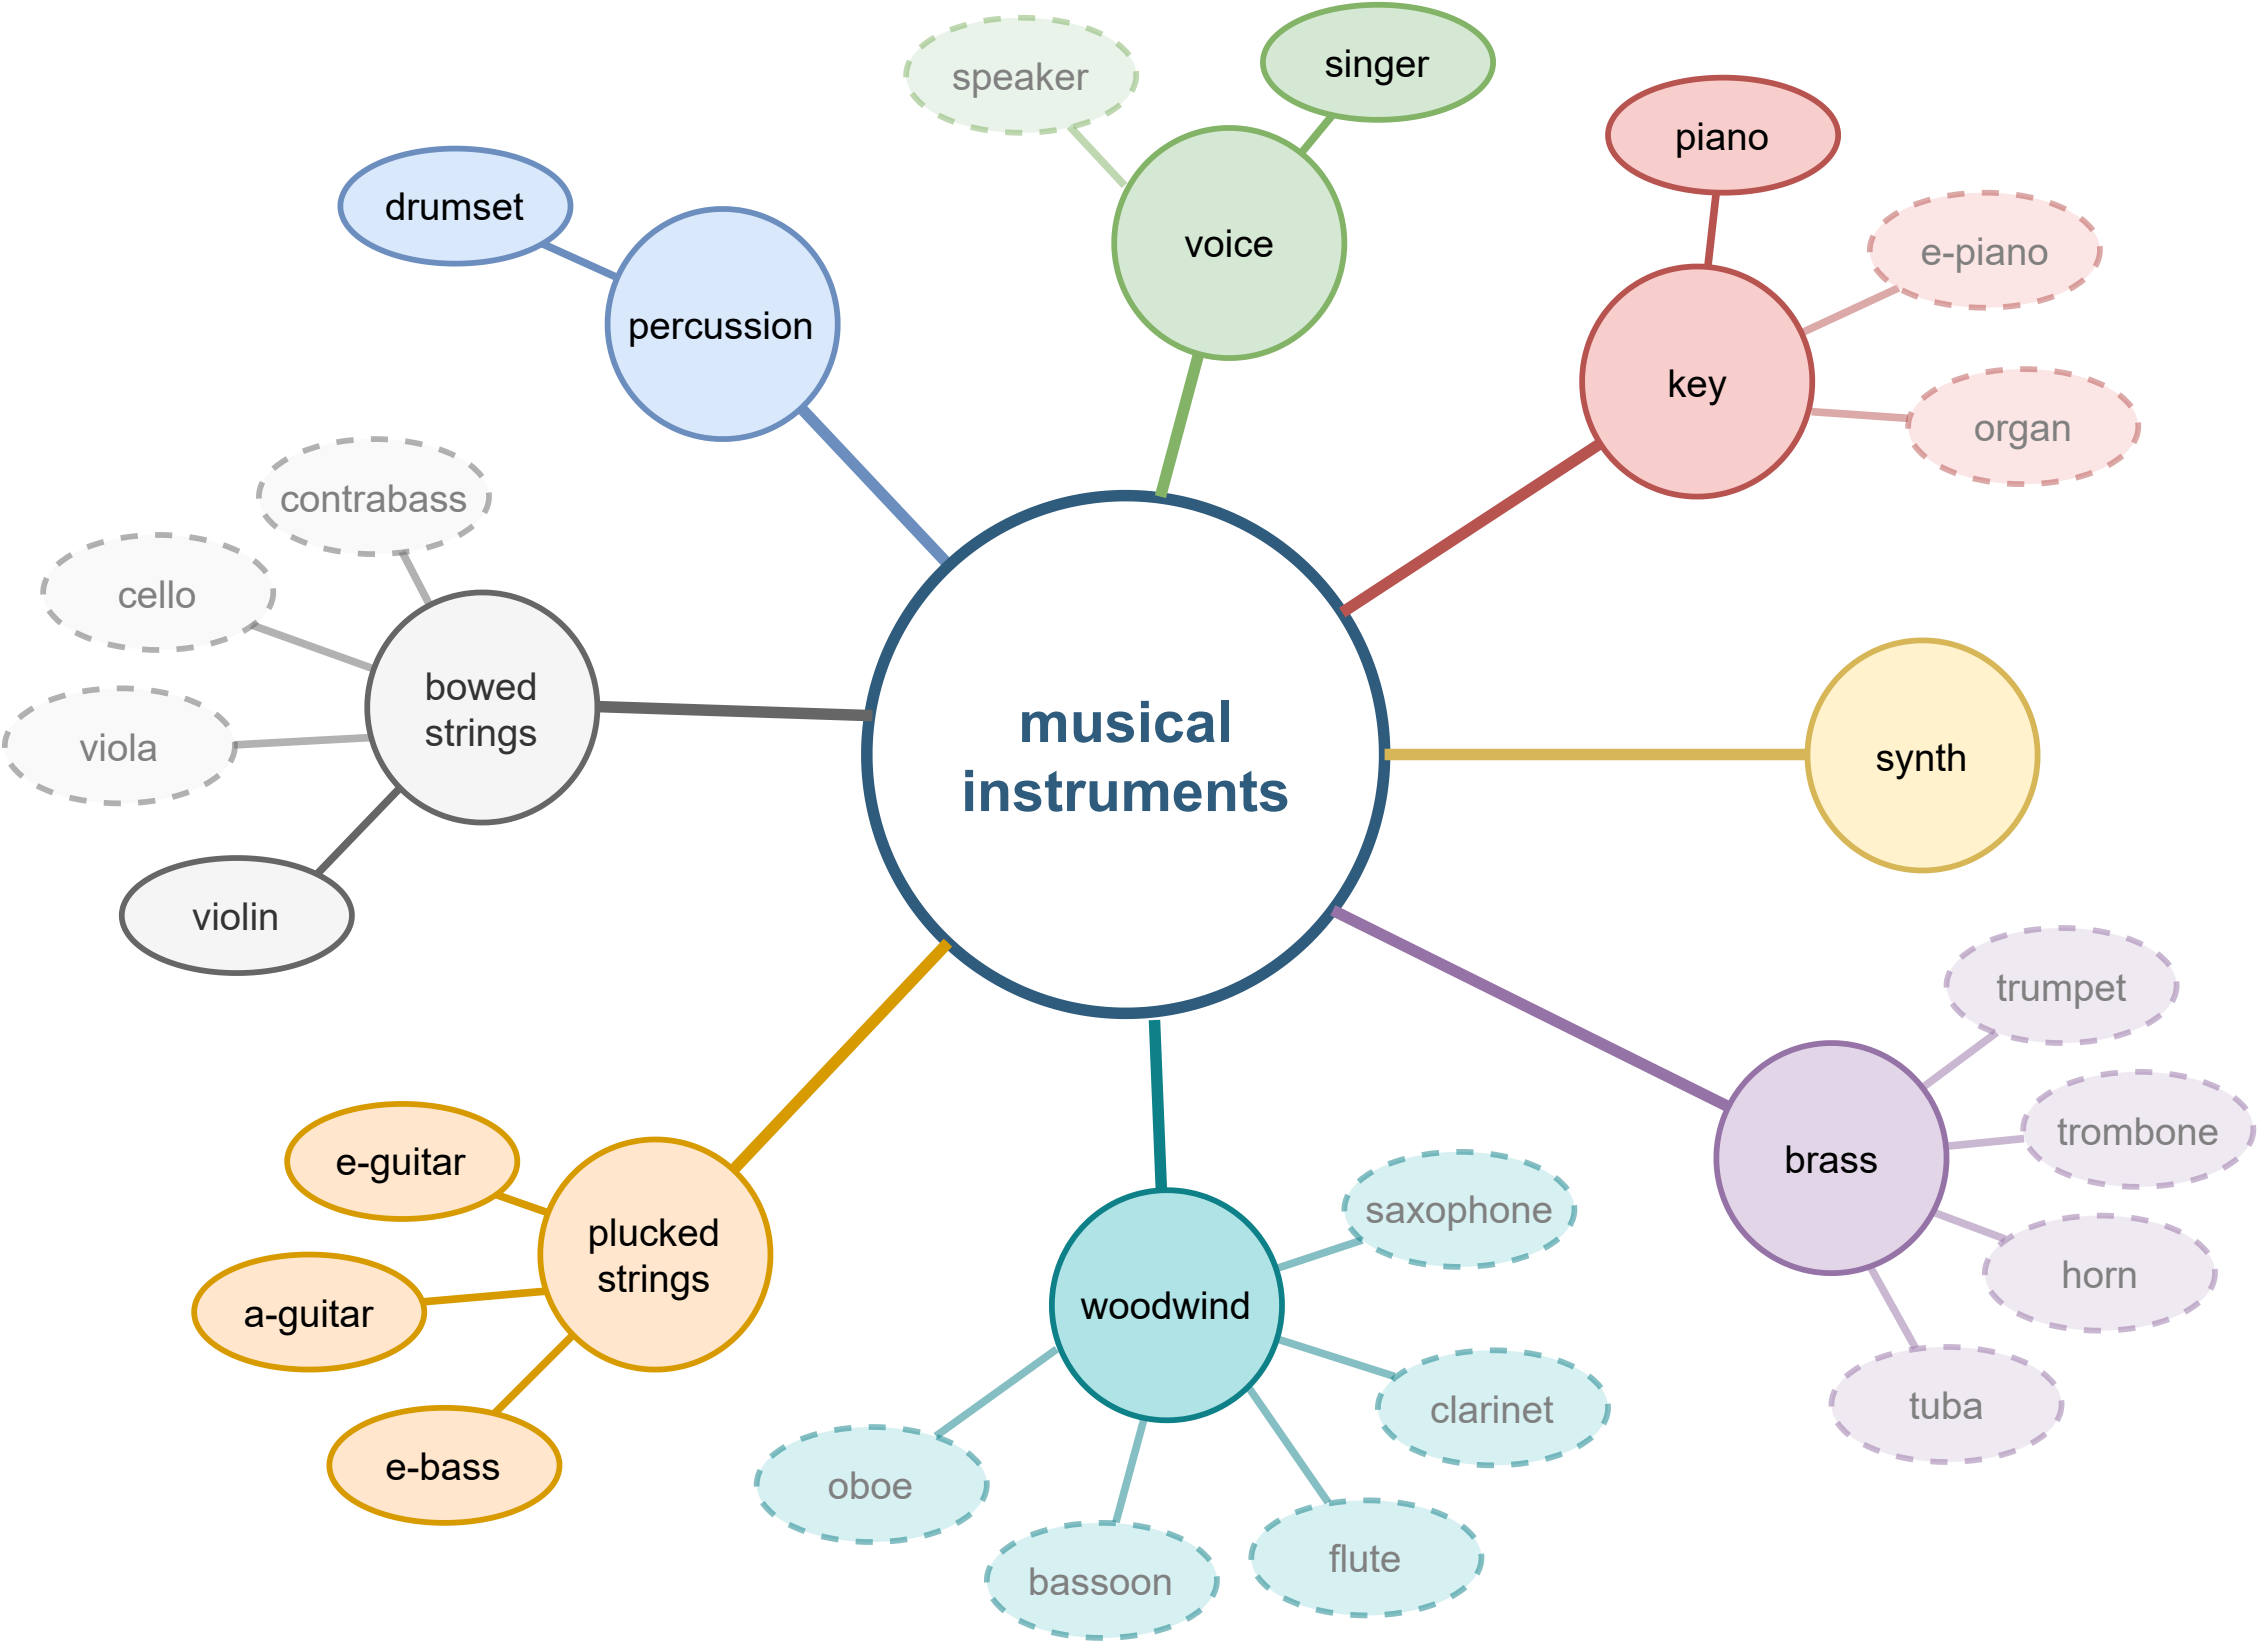 speaker
singer
piano
drumset
voice
e-piano
percussion
key
organ
contrabass
cello
bowed
strings
viola
musical
instruments
synth
violin
trumpet
e-guitar
trombone
brass
saxophone
plucked
strings
horn
a-guitar
woodwind
clarinet
tuba
e-bass
oboe
flute
bassoon